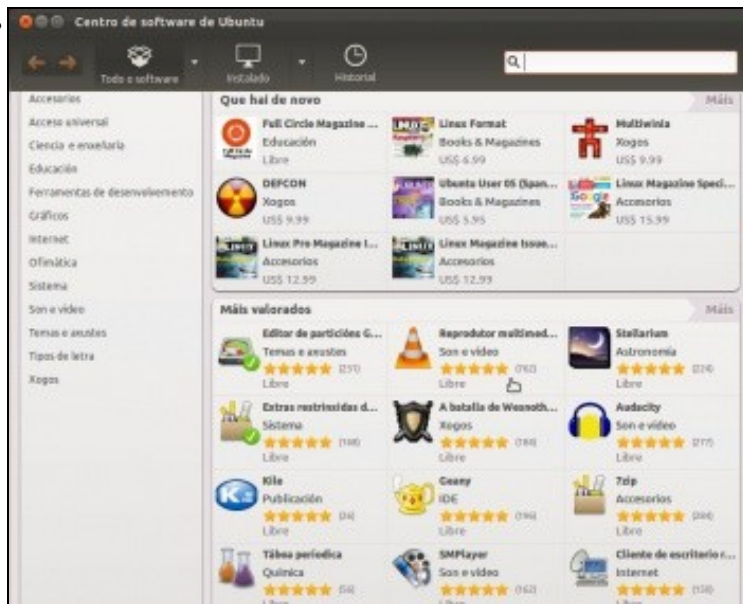 Centro de software de Ubuntu
Todo o software
Instalado
Historial
Accesorios
Acceso universal
Ciencia e enxeñaría
Educación
Ferramentas de desenvolvemento
Gráficos
Internet
Ofimática
Sistema
Son e vídeo
Temas e axustes
Tipos de letra
Xogos
Que hai de novo
Máis
Full Circle Magazine ...
Educación
Libre
Linux Format
Books & Magazines
US$ 6.99
Multiwinia
Xogos
US$ 9.99
DEFCON
Xogos
US$ 9.99
Ubuntu User 05 (Span...
Books & Magazines
US$ 5.95
Linux Magazine Speci...
Accesorios
US$ 15.99
Linux Pro Magazine I...
Accesorios
US$ 12.99
Linux Magazine Issue...
Accesorios
US$ 12.99
Máis valorados
Máis
Editor de particións G...
Temas e axustes
Libre
Reprodutor multimed...
Son e vídeo
(762)
Libre
Stellarium
Astronomía
Libre
Extras restrinxidas d...
Sistema
Libre
A batalla de Wesnoth...
Xogos
Libre
Audacity
Son e vídeo
(277)
Libre
Kile
Publicación
Libre
Geany
IDE
Libre
7zip
Accesorios
Libre
Táboa periodica
Química
SMPlayer
Son e vídeo
(162)
Cliente de escritorio r...
Internet